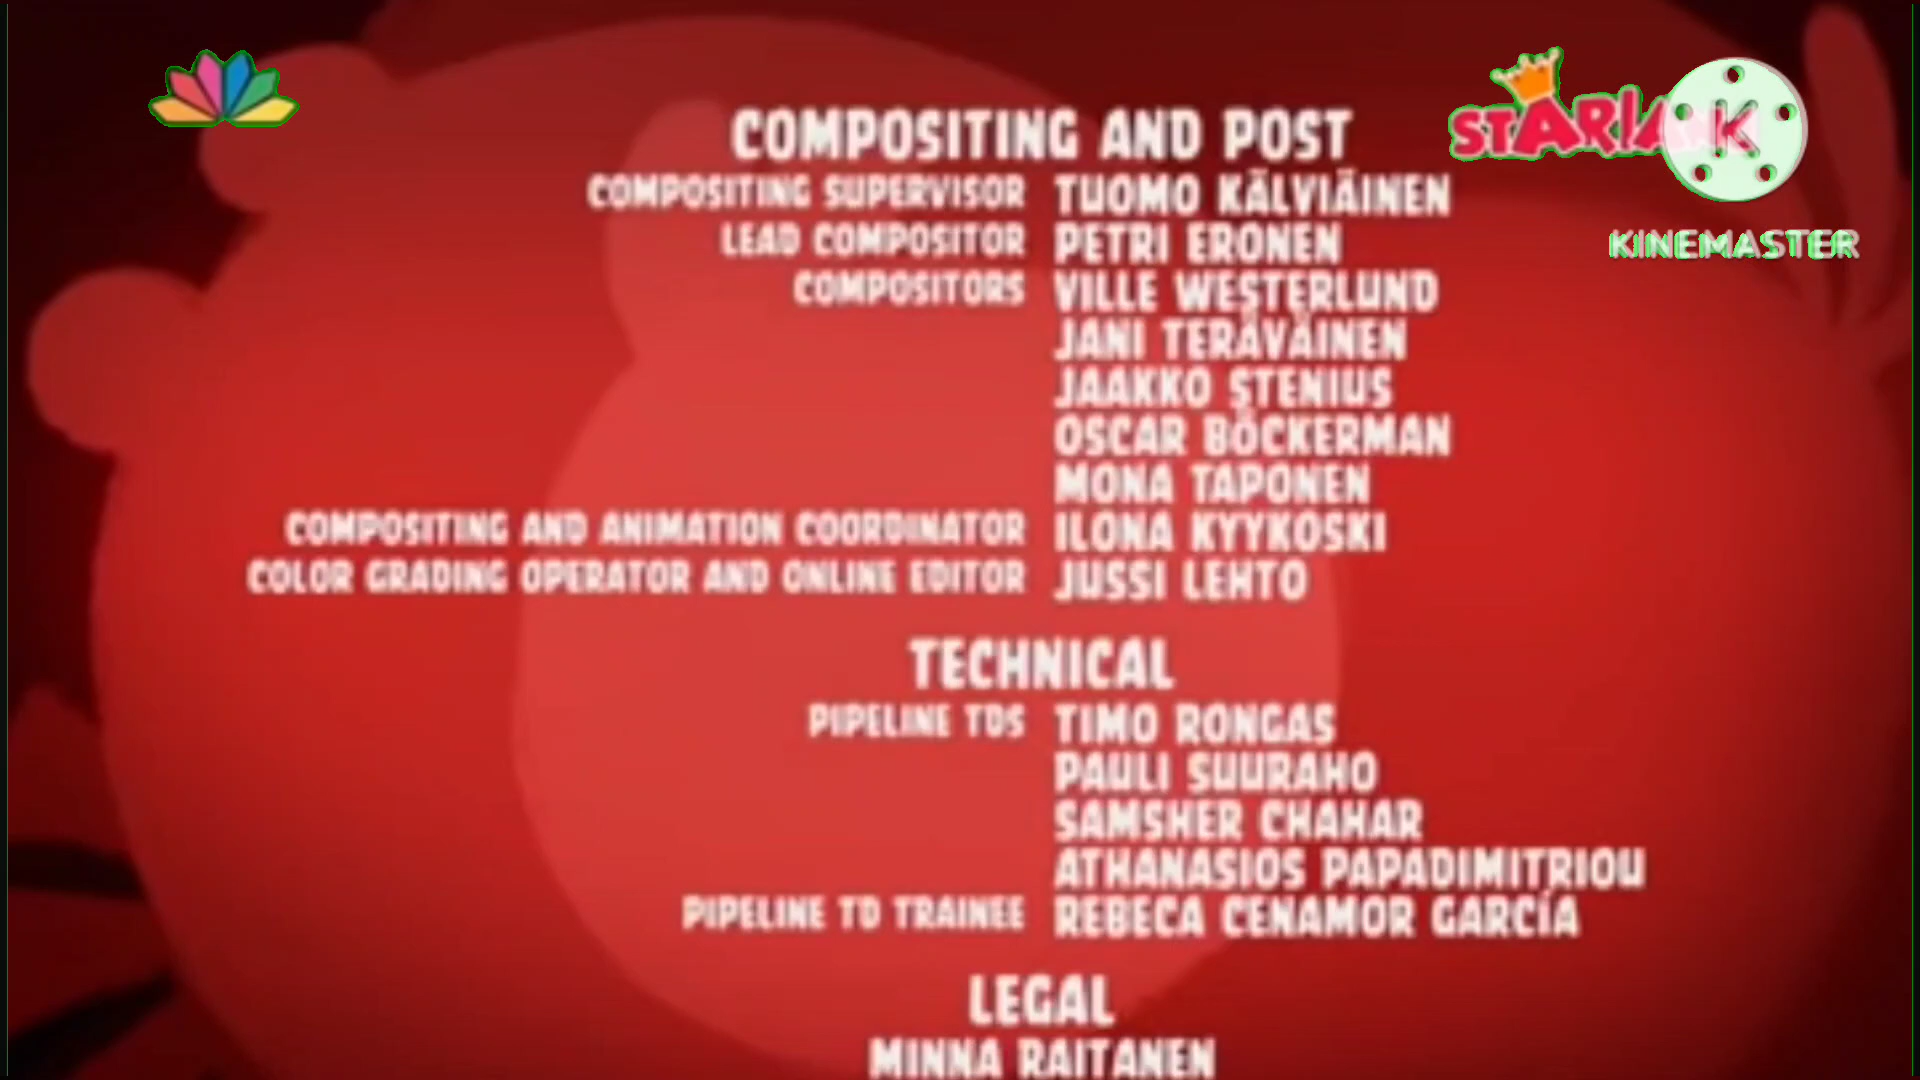 COMPOSITING AND POST
COMPOSITING SUPERVISOR TUOMO KÄLVIÄINEN
LEAD COMPOSITOR PETRI ERONEN
COMPOSITORS VILLE WESTERLUND
JANI TERÄVÄINEN
JAAKKO STENIUS
OSCAR BÖCKERMAN
MONA TAPONEN
COMPOSITING AND ANIMATION COORDINATOR ILONA KYYKOSKI
COLOR GRADING OPERATOR AND ONLINE EDITOR JUSSI LEHTO
TECHNICAL
PIPELINE TDS TIMO RONGAS
PAULI SUURAHO
SAMSHER CHAHAR
ATHANASIOS PAPADIMITRIOU
PIPELINE TD TRAINEE REBECA CENAMOR GARCÍA
LEGAL
MINNA RAITANEN
K
KINEMASTER